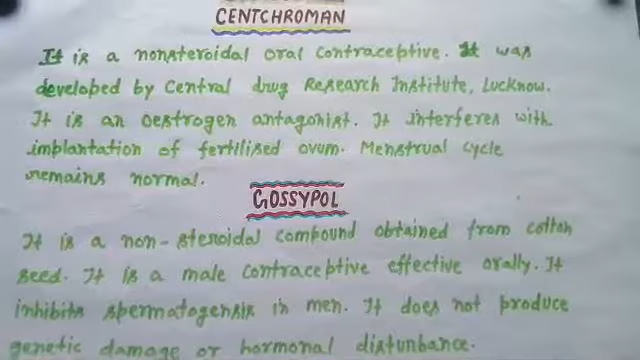 CENTCHROMAN
It is a nonsteroidal oral contraceptive. It was
developed by Central drug Research Institute, Lucknow.
It is an oestrogen antagonist. It interferes with
implantation of fertilised ovum. Menstrual cycle
remains normal.
GOSSYPOL
It is a non-steroidal compound obtained from cotton
seed. It is a male contraceptive effective orally. It
inhibits spermatogensis in men. It does not produce
genetic damage or hormonal distunbance.